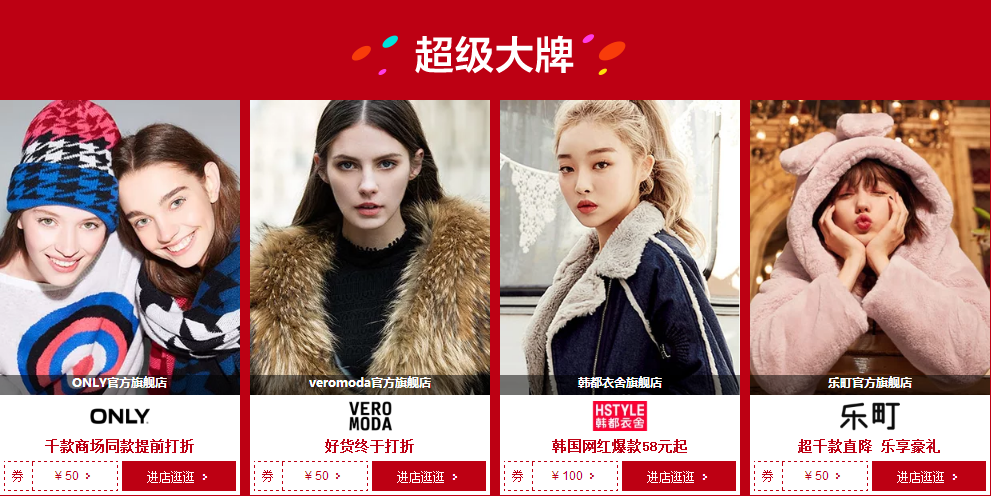 超级大牌
ONLY官方旗舰店
ONLY
千款商场同款提前打折
券 ¥50 > 进店逛逛 >
veromoda官方旗舰店
VERO
MODA
好货终于打折
券 ¥50 > 进店逛逛 >
韩都衣舍旗舰店
HSTYLE
韩都衣舍
韩国网红爆款58元起
券 ¥100 > 进店逛逛 >
乐町官方旗舰店
乐町
超千款直降 乐享豪礼
券 ¥50 > 进店逛逛 >